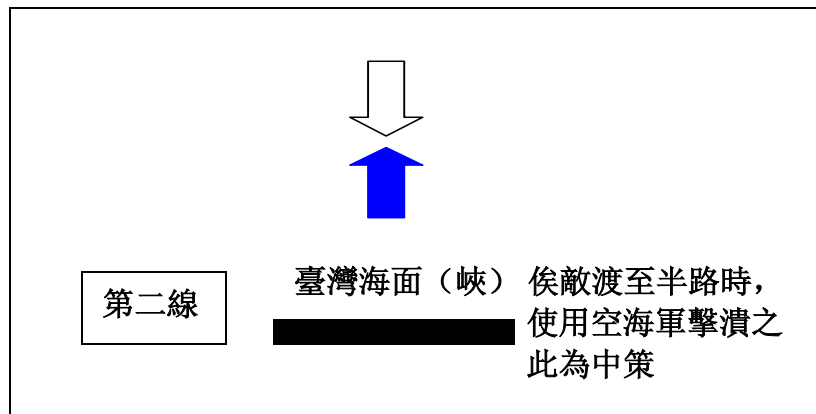 第二線
臺灣海面（峽）
俟敵渡至半路時，
使用空海軍擊潰之
此為中策